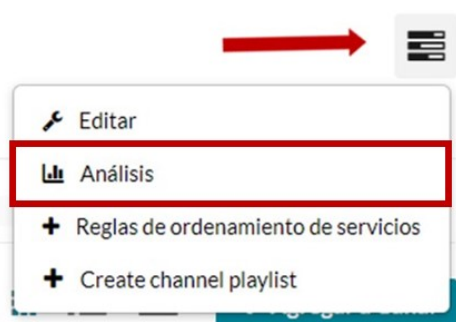 Editar
Análisis
Reglas de ordenamiento de servicios
Create channel playlist